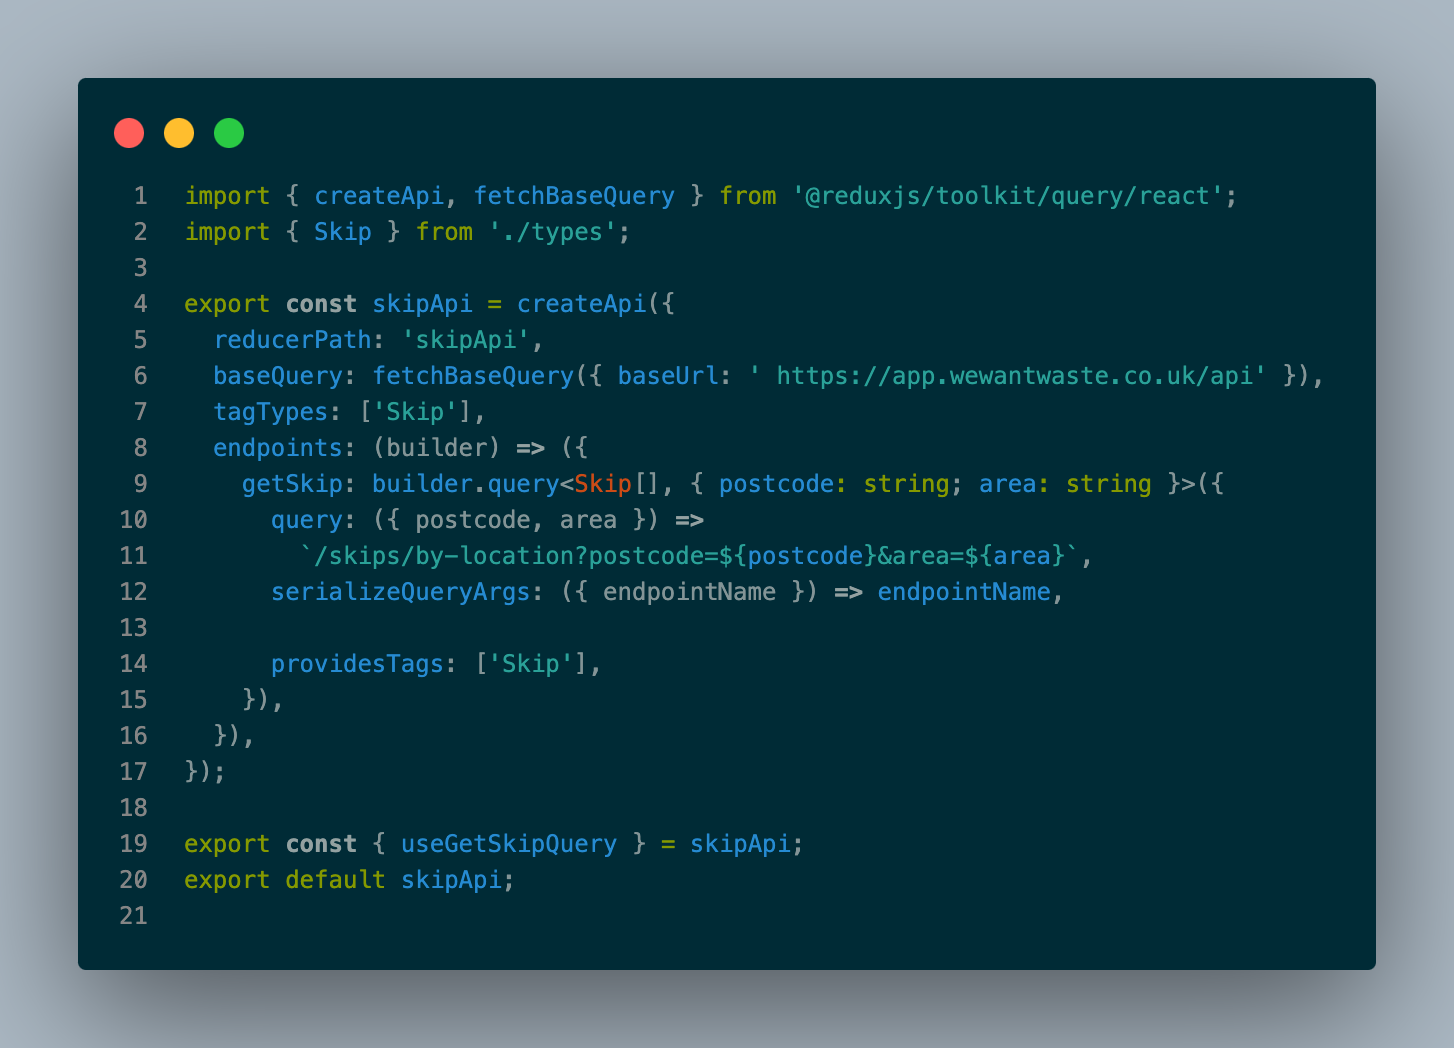 1 import { createApi, fetchBaseQuery } from '@reduxjs/toolkit/query/react';
2 import { Skip } from './types';
3
4 export const skipApi = createApi({
5   reducerPath: 'skipApi',
6   baseQuery: fetchBaseQuery({ baseUrl: ' https://app.wewantwaste.co.uk/api' }),
7   tagTypes: ['Skip'],
8   endpoints: (builder) => ({
9     getSkip: builder.query<Skip[], { postcode: string; area: string }>({
10       query: ({ postcode, area }) =>
11         `/skips/by-location?postcode=${postcode}&area=${area}`,
12       serializeQueryArgs: ({ endpointName }) => endpointName,
13
14       providesTags: ['Skip'],
15     }),
16   }),
17 });
18
19 export const { useGetSkipQuery } = skipApi;
20 export default skipApi;
21